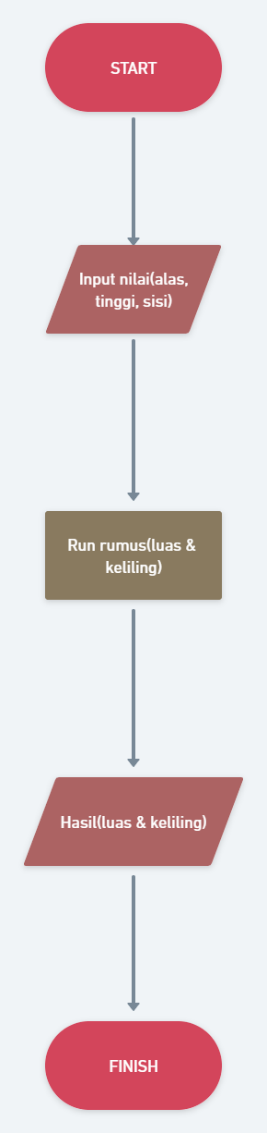 START
Input nilai(alas,
tinggi, sisi)
Run rumus(luas &
keliling)
Hasil(luas & keliling)
FINISH